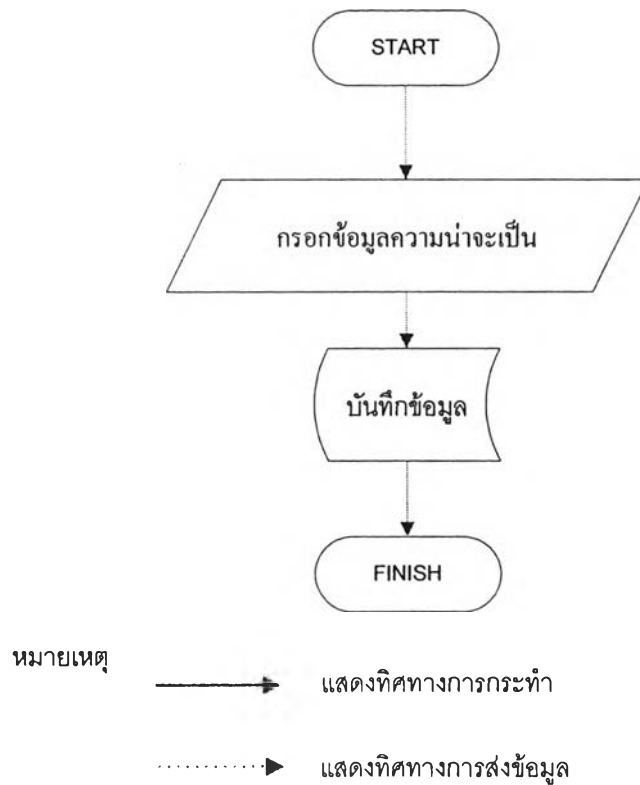 START
กรอกข้อมูลความน่าจะเป็น
บันทึกข้อมูล
FINISH
หมายเหตุ
แสดงทิศทางการกระทำ
แสดงทิศทางการส่งข้อมูล